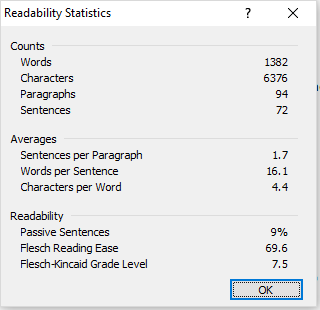 Readability Statistics ? ×
Counts
Words 1382
Characters 6376
Paragraphs 94
Sentences 72
Averages
Sentences per Paragraph 1.7
Words per Sentence 16.1
Characters per Word 4.4
Readability
Passive Sentences 9%
Flesch Reading Ease 69.6
Flesch-Kincaid Grade Level 7.5
OK